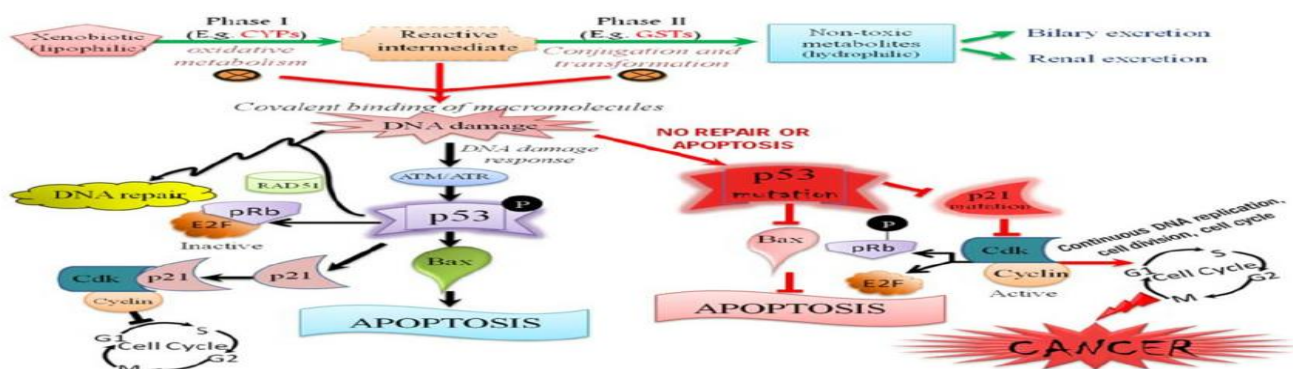 Phase I
(E.g. CYPs)
Phase II
(E.g. GSTs)
Xenobiotic
(lipophilic)
oxidative
metabolism
Reactive
intermediate
Conjugation and
transformation
Non-toxic
metabolites
(hydrophilic)
Bilary excretion
Renal excretion
Covalent binding of macromolecules
DNA damage
DNA damage
response
NO REPAIR OR
APOPTOSIS
DNA repair
RAD51
ATM/ATR
p53
P
pRb
E2F
Inactive
Cdk
p21
p21
Cyclin
Bax
APOPTOSIS
G1
S
Cell Cycle
G2
M
p53
mutation
p21
mutation
Bax
P
pRb
E2F
Cdk
Cyclin
Active
APOPTOSIS
Continuous DNA replication,
cell division, cell cycle
G1
S
Cell Cycle
G2
M
CANCER